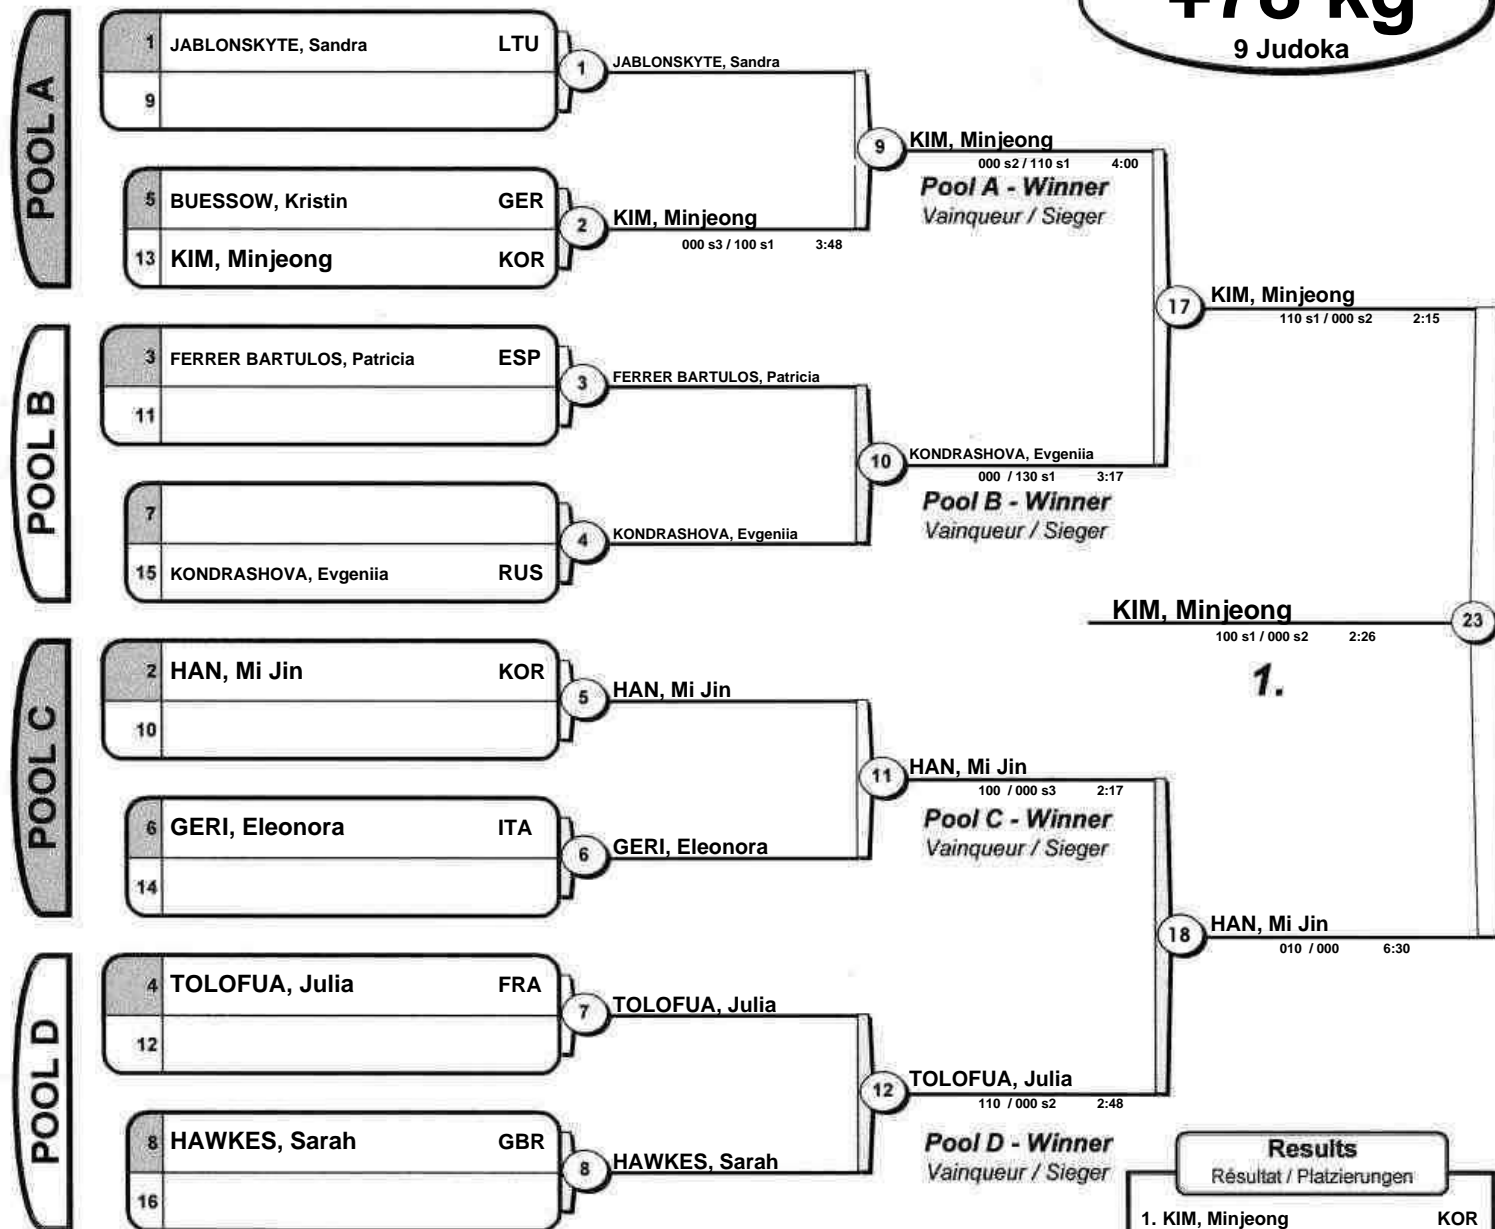 +78 kg
9 Judoka
POOL A
1 JABLONSKYTE, Sandra LTU
9
1 JABLONSKYTE, Sandra
5 BUESSOW, Kristin GER
13 KIM, Minjeong KOR
2 KIM, Minjeong
000 s3 / 100 s1 3:48
9 KIM, Minjeong
000 s2 / 110 s1 4:00
Pool A - Winner
Vainqueur / Sieger
POOL B
3 FERRER BARTULOS, Patricia ESP
11
3 FERRER BARTULOS, Patricia
7
15 KONDRASHOVA, Evgeniia RUS
4 KONDRASHOVA, Evgeniia
10 KONDRASHOVA, Evgeniia
000 / 130 s1 3:17
Pool B - Winner
Vainqueur / Sieger
17 KIM, Minjeong
110 s1 / 000 s2 2:15
KIM, Minjeong 23
100 s1 / 000 s2 2:26
1.
POOL C
2 HAN, Mi Jin KOR
10
5 HAN, Mi Jin
6 GERI, Eleonora ITA
14
6 GERI, Eleonora
11 HAN, Mi Jin
100 / 000 s3 2:17
Pool C - Winner
Vainqueur / Sieger
POOL D
4 TOLOFUA, Julia FRA
12
7 TOLOFUA, Julia
8 HAWKES, Sarah GBR
16
8 HAWKES, Sarah
12 TOLOFUA, Julia
110 / 000 s2 2:48
Pool D - Winner
Vainqueur / Sieger
18 HAN, Mi Jin
010 / 000 6:30
Results
Résultat / Platzierungen
1. KIM, Minjeong KOR